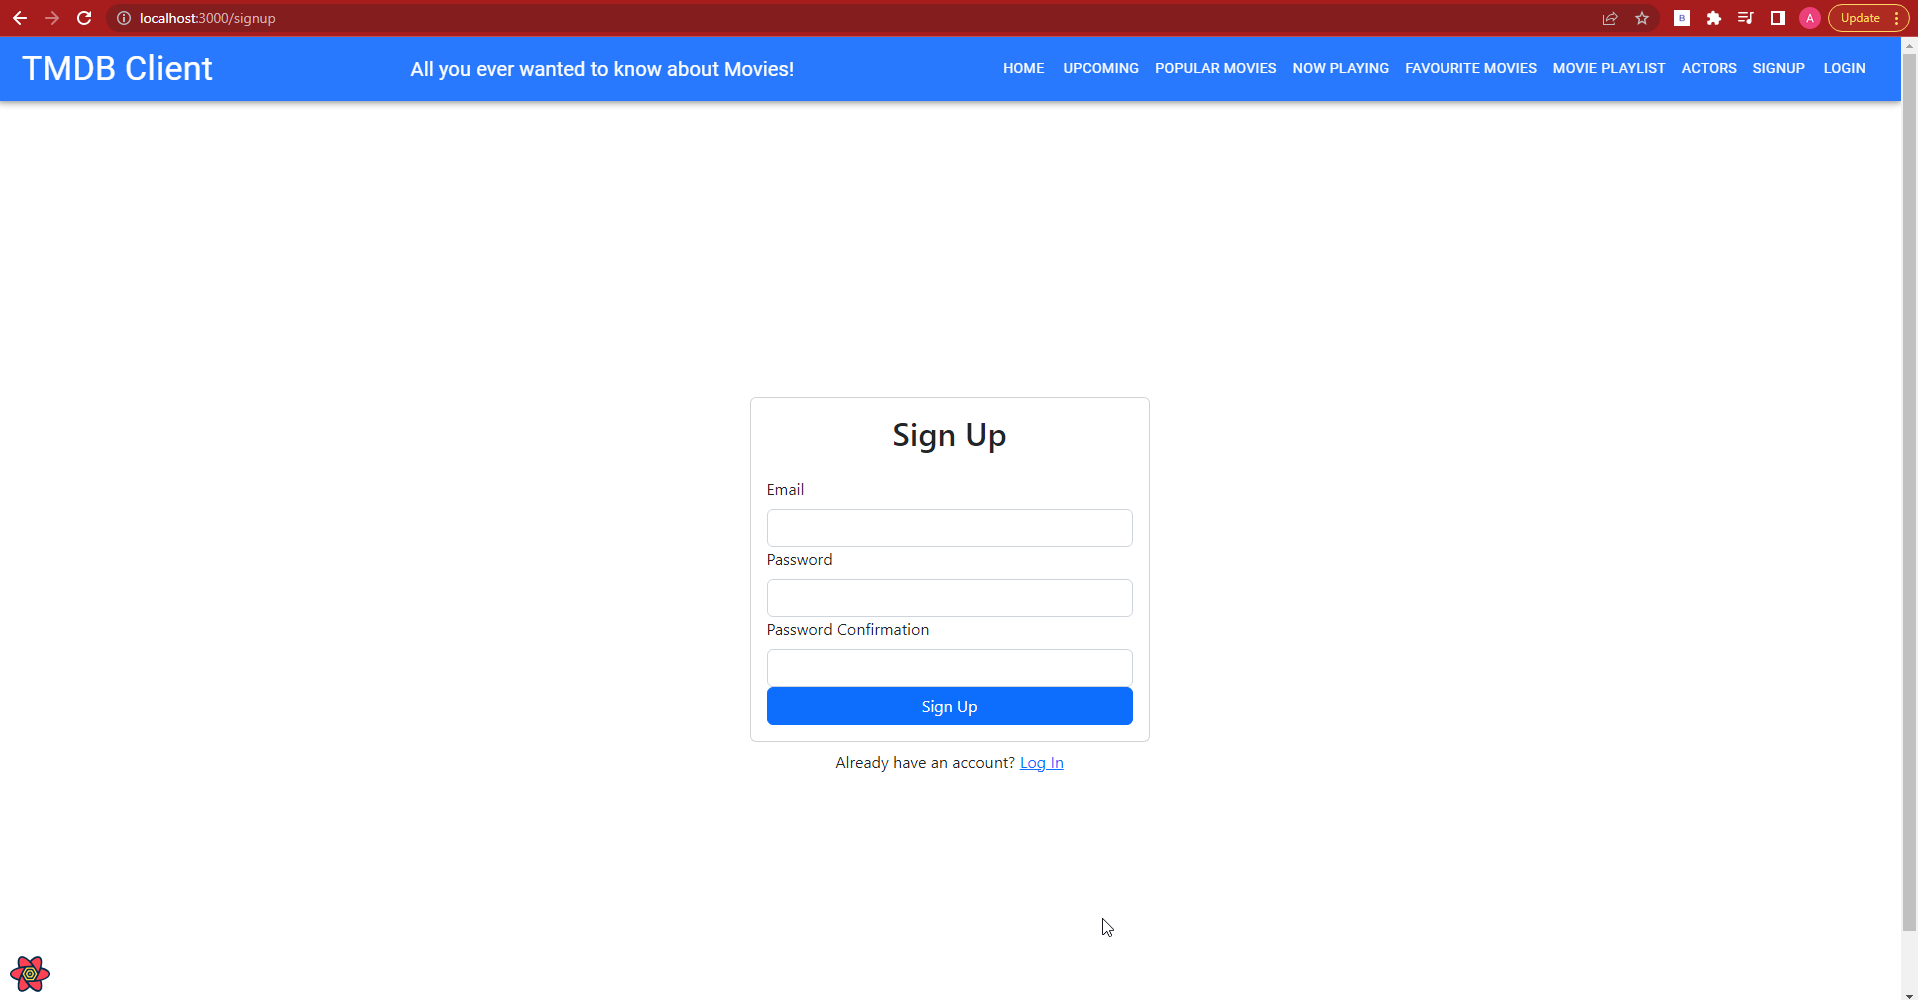 localhost:3000/signup
B
A
Update
TMDB Client
All you ever wanted to know about Movies!
HOME UPCOMING POPULAR MOVIES NOW PLAYING FAVOURITE MOVIES MOVIE PLAYLIST ACTORS SIGNUP LOGIN
Sign Up
Email
Password
Password Confirmation
Sign Up
Already have an account? Log In